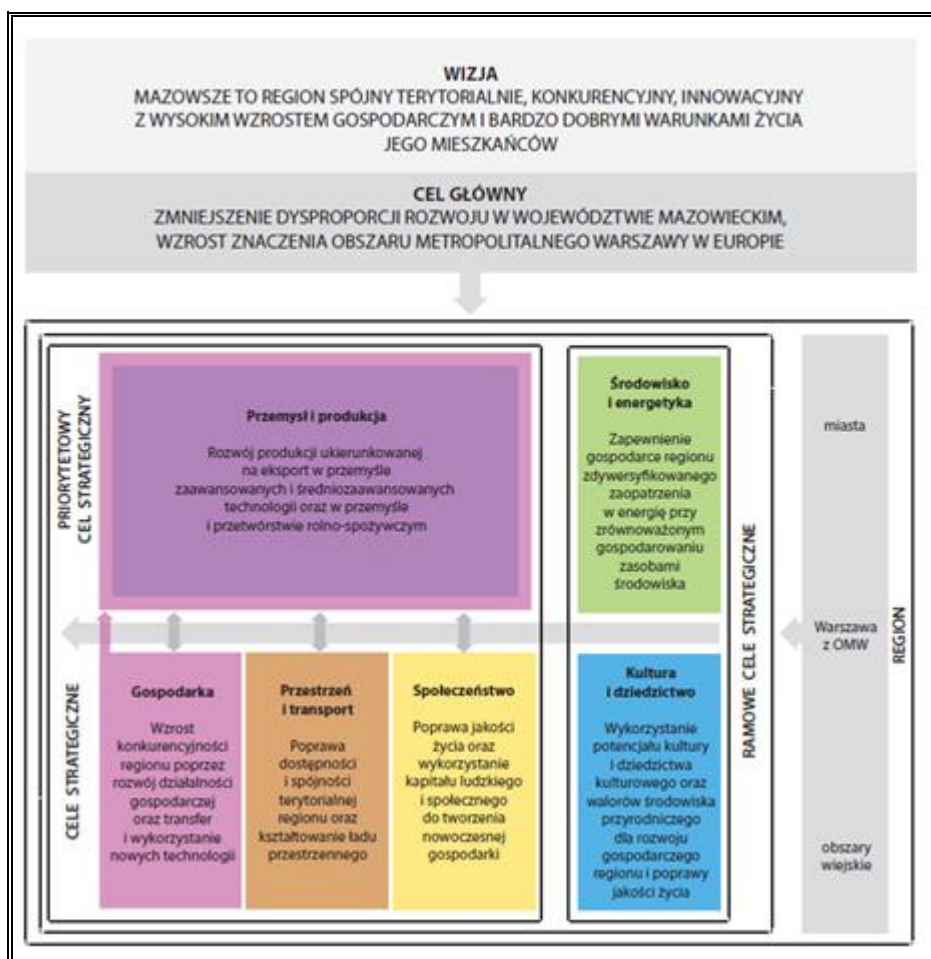 WIZJA
MAZOWSZE TO REGION SPÓJNY TERYTORIALNIE, KONKURENCYJNY, INNOWACYJNY
Z WYSOKIM WZROSTEM GOSPODARCZYM I BARDZO DOBRYMI WARUNKAMI ŻYCIA
JEGO MIESZKAŃCÓW
CEL GŁÓWNY
ZMNIEJSZENIE DYSPROPORCJI ROZWOJU W WOJEWÓDZTWIE MAZOWIECKIM,
WZROST ZNACZENIA OBSZARU METROPOLITALNEGO WARSZAWY W EUROPIE
PRIORYTETOWY
CEL STRATEGICZNY
Przemysł i produkcja
Rozwój produkcji ukierunkowanej
na eksport w przemyśle
zaawansowanych i średniozaawansowanych
technologii oraz w przemyśle
i przetwórstwie rolno-spożywczym
Środowisko
i energetyka
Zapewnienie
gospodarce regionu
zdywersyfikowanego
zaopatrzenia
w energię przy
zrównoważonym
gospodarowaniu
zasobami
środowiska
CELE STRATEGICZNE
Gospodarka
Wzrost
konkurencyjności
regionu poprzez
rozwój działalności
gospodarczej
oraz transfer
i wykorzystanie
nowych technologii
Przestrzeń
i transport
Poprawa
dostępności
i spójności
terytorialnej
regionu oraz
kształtowanie ładu
przestrzennego
Społeczeństwo
Poprawa jakości
życia oraz
wykorzystanie
kapitału ludzkiego
i społecznego
do tworzenia
nowoczesnej
gospodarki
Kultura
i dziedzictwo
Wykorzystanie
potencjału kultury
i dziedzictwa
kulturowego oraz
walorów środowiska
przyrodniczego
dla rozwoju
gospodarczego
regionu i poprawy
jakości życia
RAMOWE CELE STRATEGICZNE
miasta
Warszawa
z OMW
obszary
wiejskie
REGION